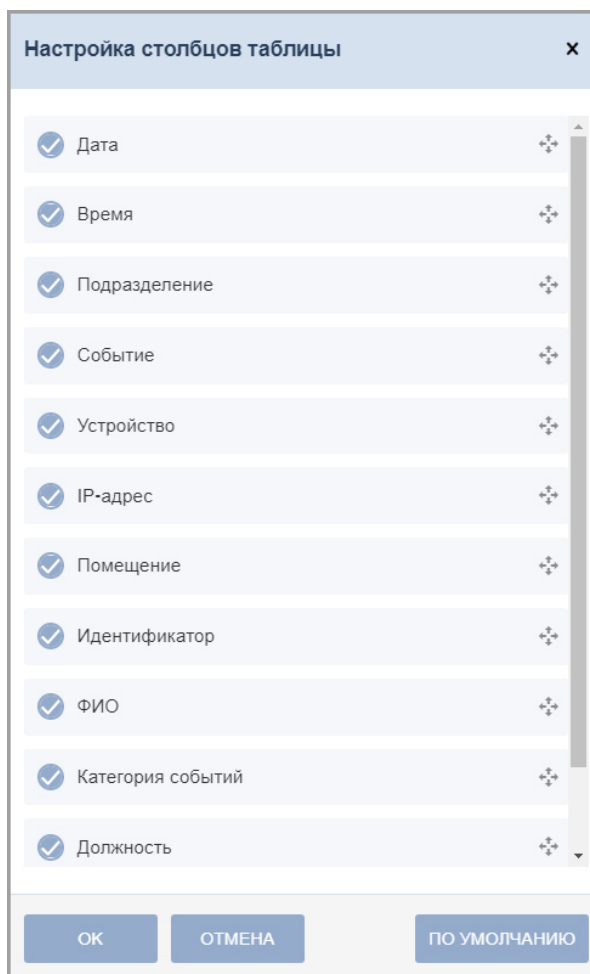 Настройка столбцов таблицы
Дата
Время
Подразделение
Событие
Устройство
IP-адрес
Помещение
Идентификатор
ФИО
Категория событий
Должность
ОК ОТМЕНА ПО УМОЛЧАНИЮ